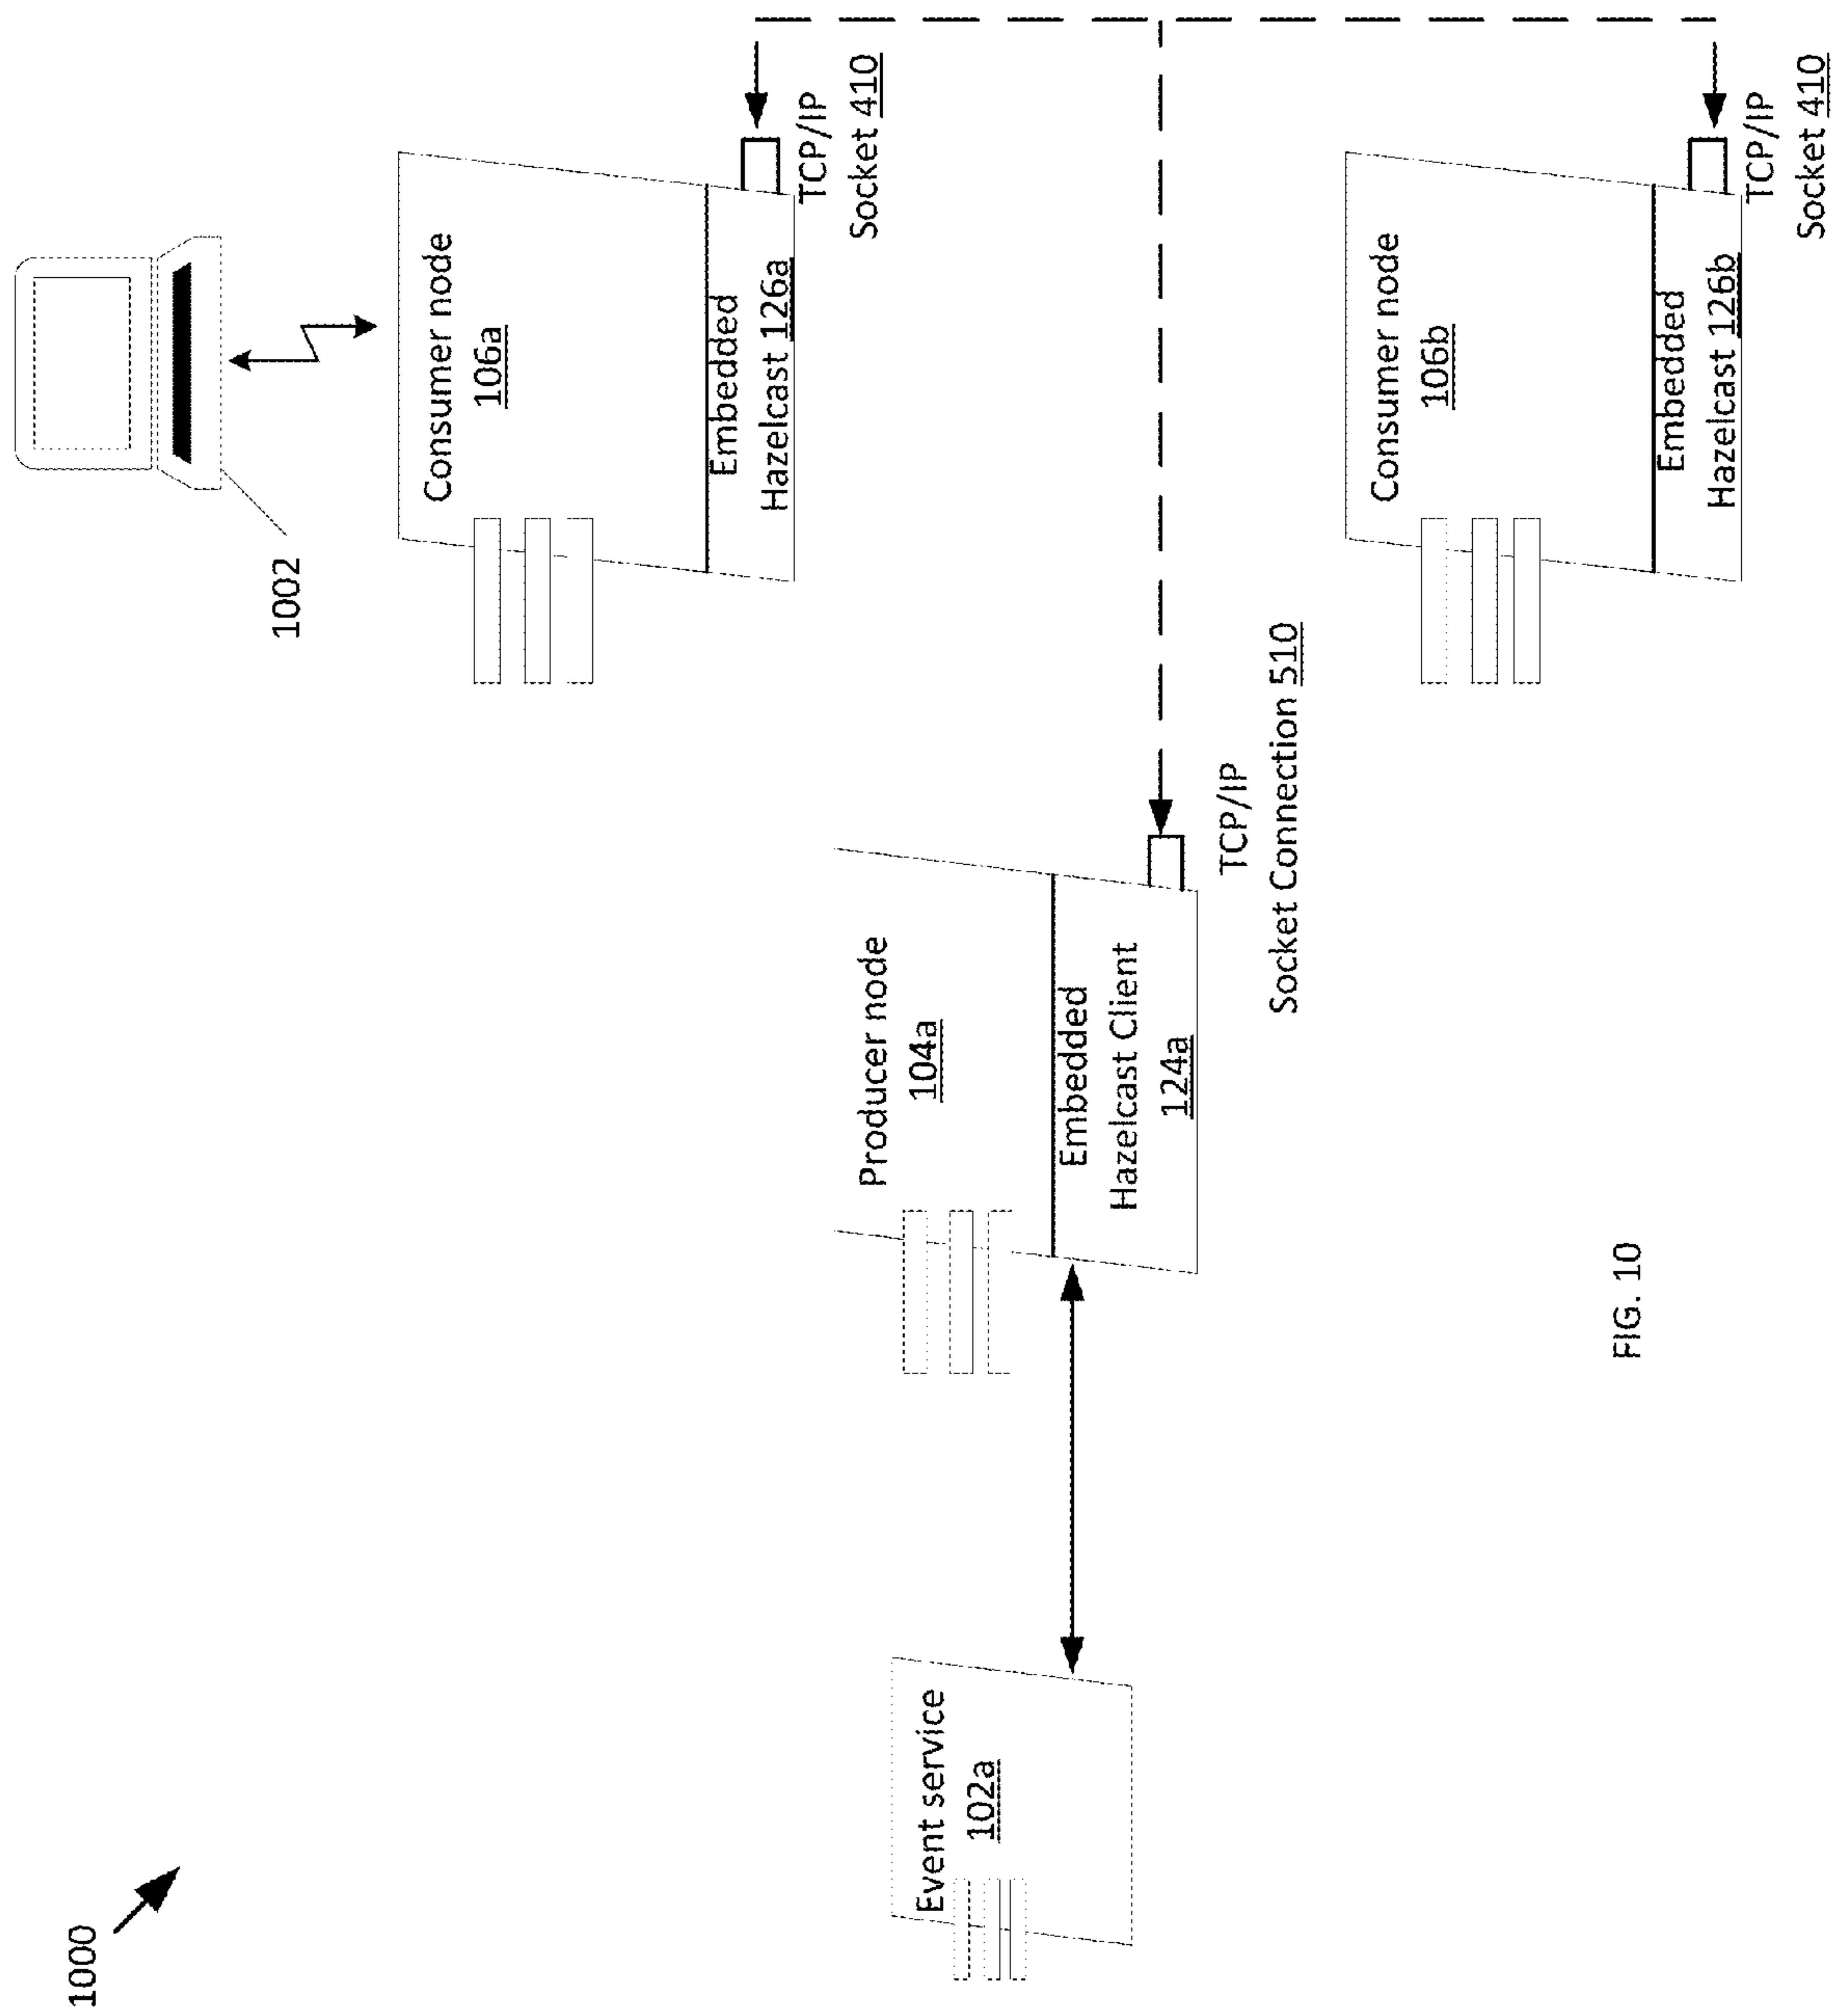 1000
1002
Event service
102a
Producer node
104a
Embedded
Hazelcast Client
124a
TCP/IP
Socket Connection 510
Consumer node
106a
Embedded
Hazelcast 126a
TCP/IP
Socket 410
Consumer node
106b
Embedded
Hazelcast 126b
TCP/IP
Socket 410
FIG. 10